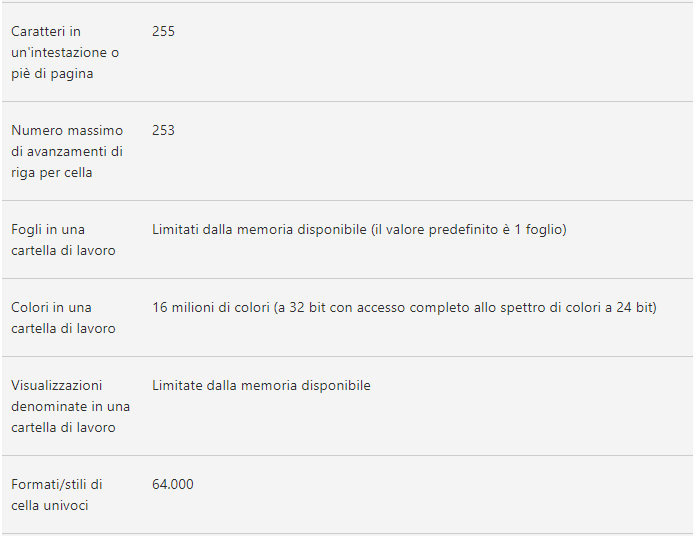 Caratteri in 255
un'intestazione o
piè di pagina
Numero massimo 253
di avanzamenti di
riga per cella
Fogli in una Limitati dalla memoria disponibile (il valore predefinito è 1 foglio)
cartella di lavoro
Colori in una 16 milioni di colori (a 32 bit con accesso completo allo spettro di colori a 24 bit)
cartella di lavoro
Visualizzazioni Limitate dalla memoria disponibile
denominate in una
cartella di lavoro
Formati/stili di 64.000
cella univoci